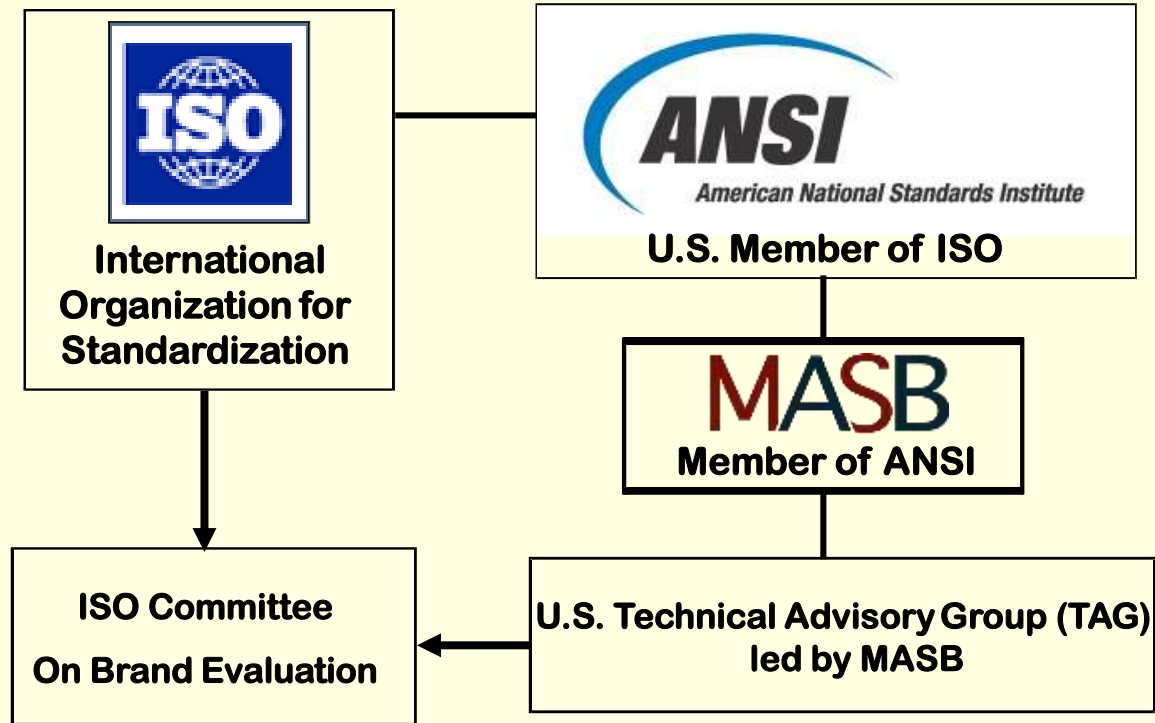 ISO
International
Organization for
Standardization
ANSI
American National Standards Institute
U.S. Member of ISO
MASB
Member of ANSI
ISO Committee
On Brand Evaluation
U.S. Technical Advisory Group (TAG)
led by MASB